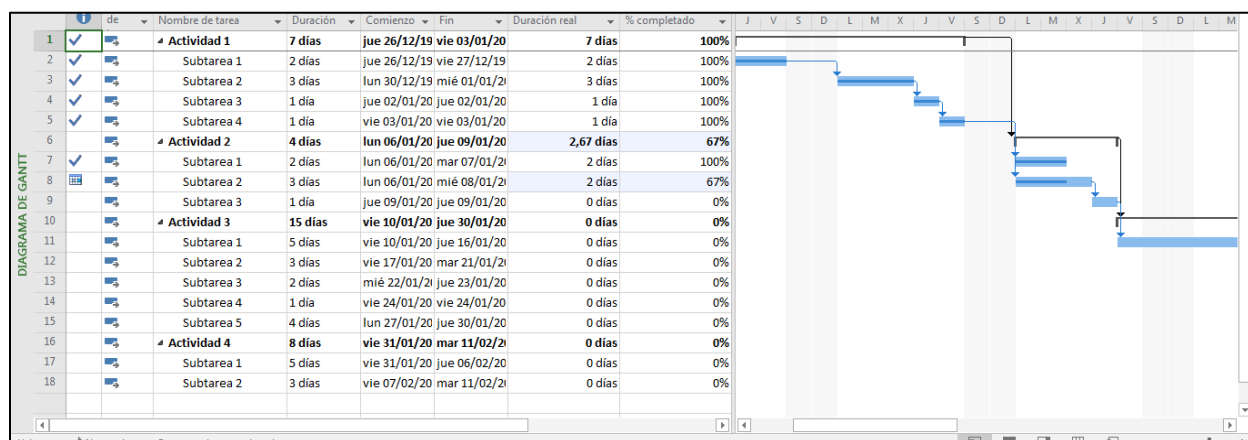 de Nombre de tarea Duración Comienzo Fin Duración real % completado J V S D L M X J V S D L M X J V S D L M
1 Actividad 1 7 días jue 26/12/19 vie 03/01/20 7 días 100%
2 Subtarea 1 2 días jue 26/12/19 vie 27/12/19 2 días 100%
3 Subtarea 2 3 días lun 30/12/19 mié 01/01/2 3 días 100%
4 Subtarea 3 1 día jue 02/01/20 jue 02/01/20 1 día 100%
5 Subtarea 4 1 día vie 03/01/20 vie 03/01/20 1 día 100%
6 Actividad 2 4 días lun 06/01/20 jue 09/01/20 2,67 días 67%
7 Subtarea 1 2 días lun 06/01/20 mar 07/01/2 2 días 100%
8 Subtarea 2 3 días lun 06/01/20 mié 08/01/2 2 días 67%
9 Subtarea 3 1 día jue 09/01/20 jue 09/01/20 0 días 0%
10 Actividad 3 15 días vie 10/01/20 jue 30/01/20 0 días 0%
11 Subtarea 1 5 días vie 10/01/20 jue 16/01/20 0 días 0%
12 Subtarea 2 3 días vie 17/01/20 mar 21/01/20 0 días 0%
13 Subtarea 3 2 días mié 22/01/2 jue 23/01/20 0 días 0%
14 Subtarea 4 1 día vie 24/01/20 vie 24/01/20 0 días 0%
15 Subtarea 5 4 días lun 27/01/20 jue 30/01/20 0 días 0%
16 Actividad 4 8 días vie 31/01/20 mar 11/02/2 0 días 0%
17 Subtarea 1 5 días vie 31/01/20 jue 06/02/20 0 días 0%
18 Subtarea 2 3 días vie 07/02/20 mar 11/02/2 0 días 0%
DIAGRAMA DE GANTT